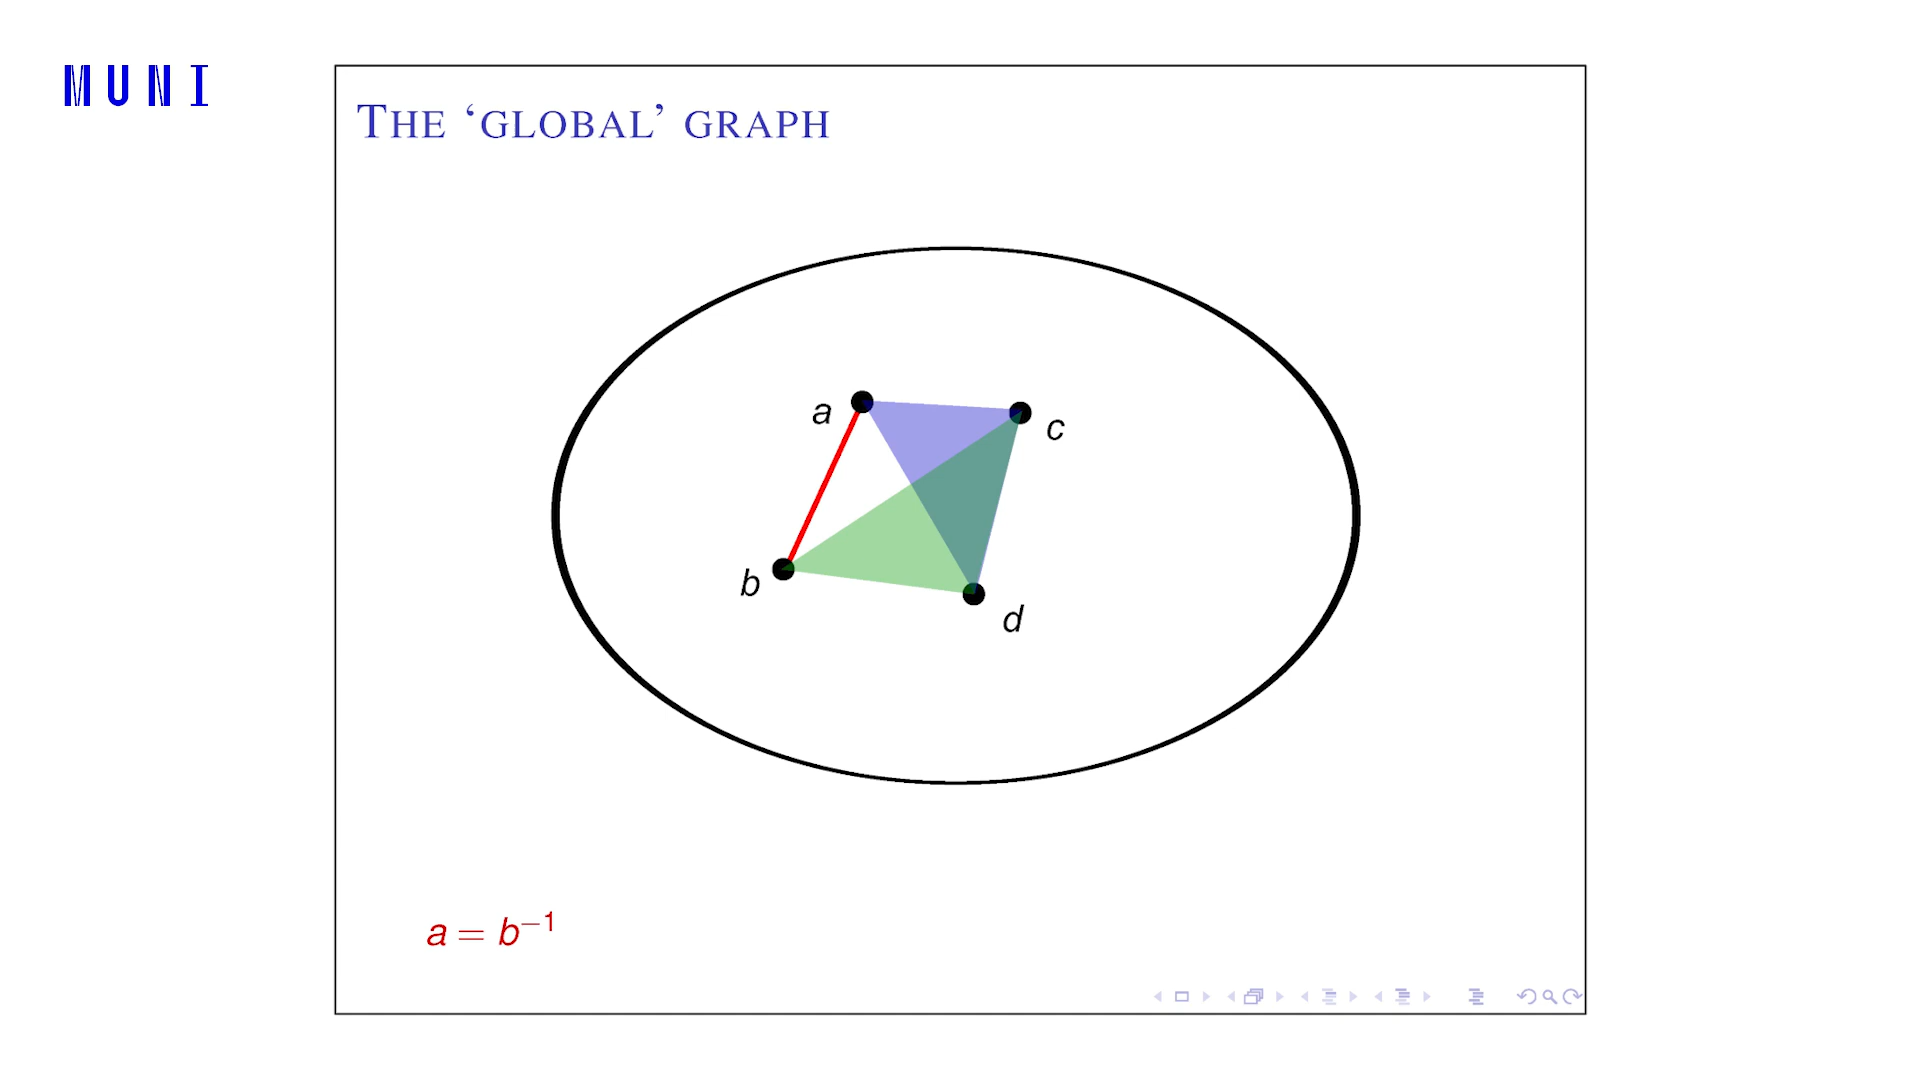 MUNI
THE ‘GLOBAL’ GRAPH
a
c
b
d
a = b⁻¹